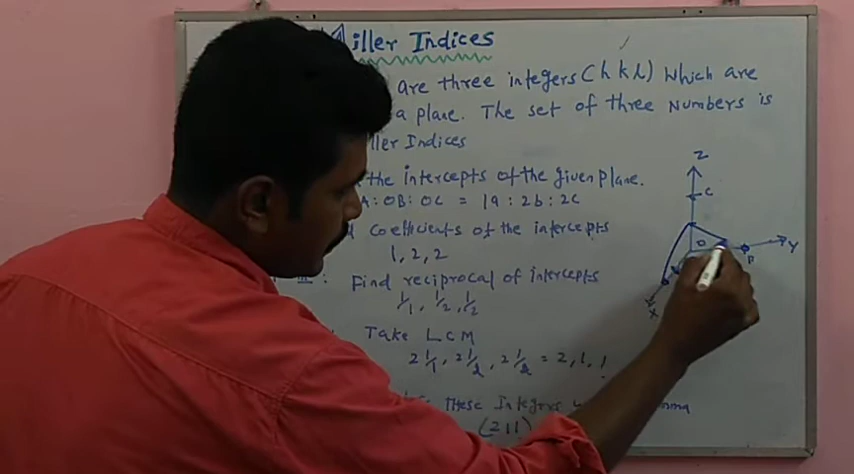 Miller Indices
are three integers (h k l) Which are
a plane. The set of three Numbers is
Indices
the intercepts of the given Plane.
A : OB : OC = 1a : 2b : 2c
Coefficients of the intercepts
1, 2, 2
Find reciprocal of intercepts
1/1, 1/2, 1/2
Take LCM
2 1/1, 2 1/2, 2 1/2 = 2, 1, 1
These Integers
(211)
Z
C
O
Y
B
X